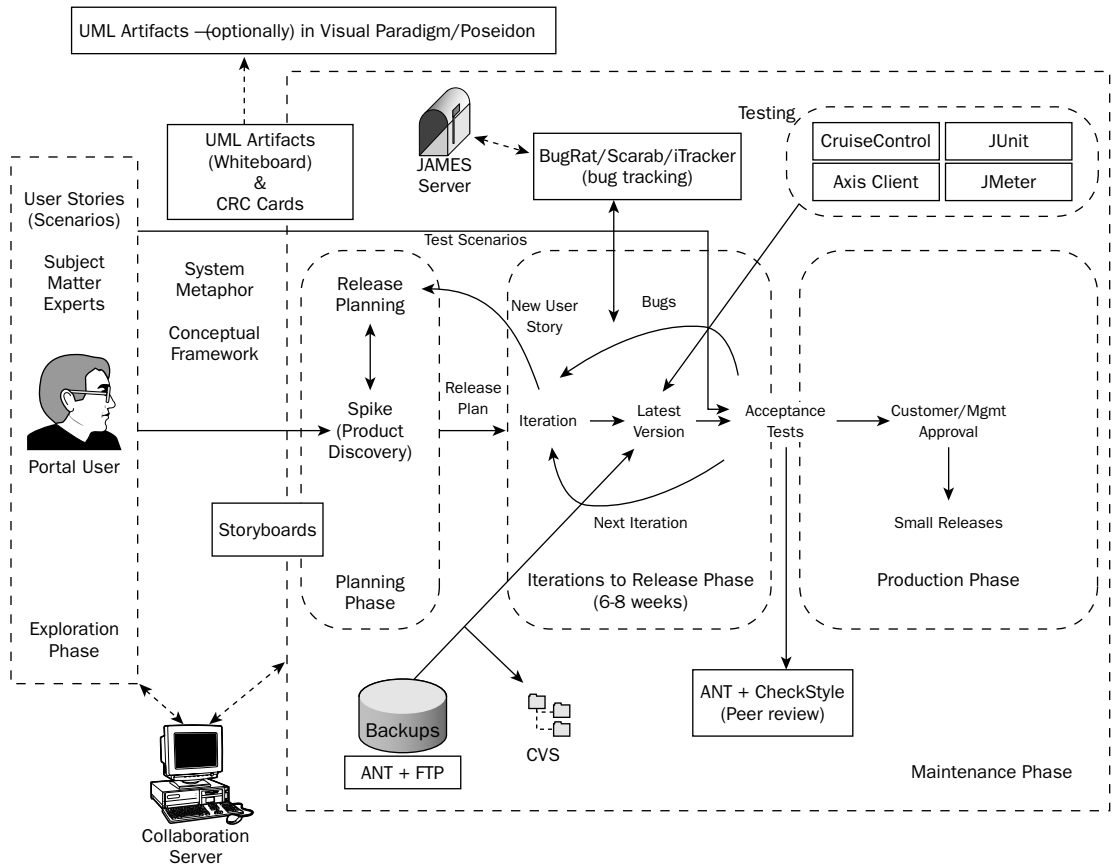 UML Artifacts —(optionally) in Visual Paradigm/Poseidon
UML Artifacts
(Whiteboard)
&
CRC Cards
JAMES
Server
BugRat/Scarab/iTracker
(bug tracking)
Testing
CruiseControl
JUnit
Axis Client
JMeter
User Stories
(Scenarios)
Subject
Matter
Experts
Portal User
Exploration
Phase
System
Metaphor
Conceptual
Framework
Storyboards
Test Scenarios
Release
Planning
Spike
(Product
Discovery)
Planning
Phase
Release
Plan
New User
Story
Bugs
Iteration
Latest
Version
Next Iteration
Iterations to Release Phase
(6-8 weeks)
Acceptance
Tests
Customer/Mgmt
Approval
Small Releases
Production Phase
ANT + CheckStyle
(Peer review)
Backups
ANT + FTP
CVS
Collaboration
Server
Maintenance Phase